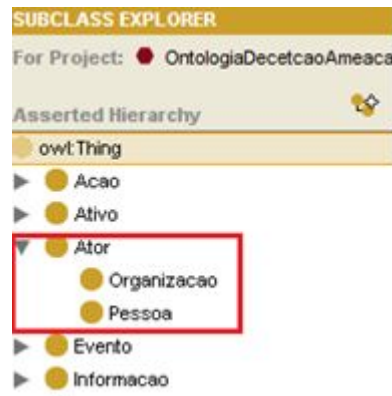 SUBCLASS EXPLORER
For Project: OntologiaDecetcaoAmeaca
Asserted Hierarchy
owl:Thing
Acao
Ativo
Ator
Organizacao
Pessoa
Evento
Informacao